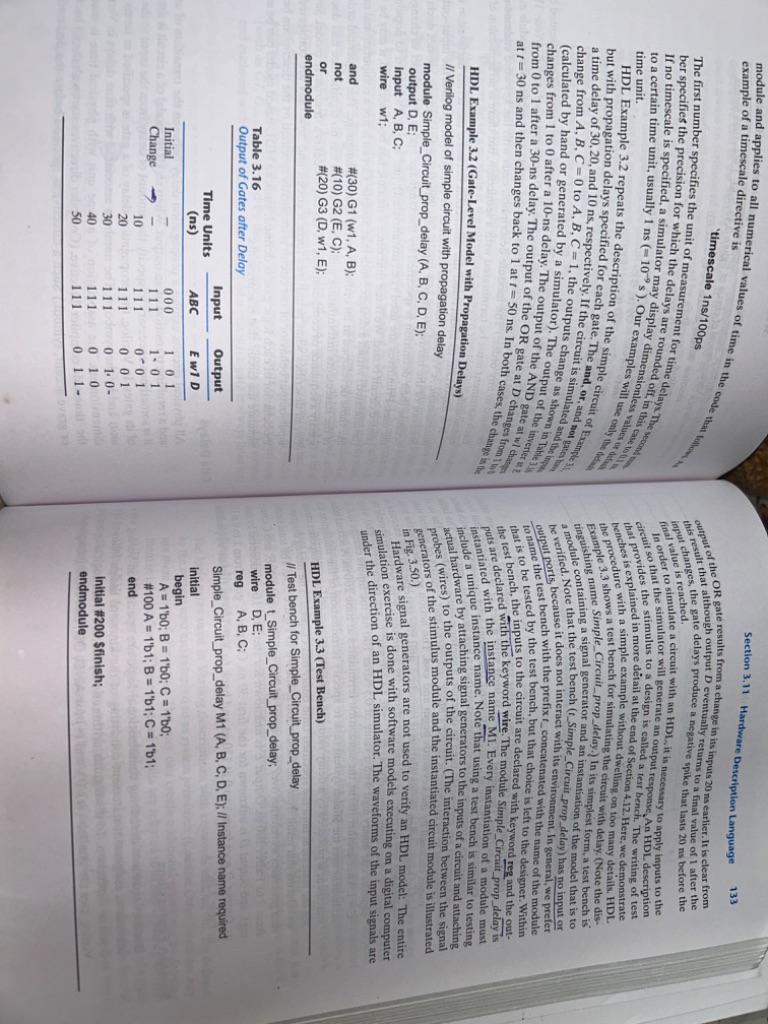 module and applies to all numerical values of time in the code that follows.
example of a timescale directive is
'timescale 1ns/100ps
The first number specifies the unit of measurement for time delays. The second
ber specifies the precision for which the delays are rounded off, in this case to
If no timescale is specified, a simulator may display dimensionless values or
to a certain time unit, usually 1 ns (= 10⁻⁹ s). Our examples will use only the default
time unit.
HDL Example 3.2 repeats the description of the simple circuit of Example
but with propagation delays specified for each gate. The and, or, and not gates
a time delay of 30, 20, and 10 ns, respectively. If the circuit is simulated and the
change from A, B, C = 0 to A, B, C = 1, the outputs change as shown in Table
(calculated by hand or generated by a simulator). The output of the inverter at E
changes from 1 to 0 after a 10-ns delay. The output of the AND gate at w1 changes
from 0 to 1 after a 30-ns delay. The output of the OR gate at D changes from 1 to
at t = 30 ns and then changes back to 1 at t = 50 ns. In both cases, the change in the
HDL Example 3.2 (Gate-Level Model with Propagation Delays)
// Verilog model of simple circuit with propagation delay
module Simple_Circuit_prop_delay (A, B, C, D, E);
output D, E;
input A, B, C;
wire w1;
and #(30) G1 (w1, A, B);
not #(10) G2 (E, C);
or #(20) G3 (D, w1, E);
endmodule
Table 3.16
Output of Gates after Delay
Time Units Input Output
(ns) ABC E w1 D
Initial — 000 1 0 1
Change — 111 1 0 1
10 111 0 0 1
20 111 0 0 1
30 111 0 1 0
40 111 0 1 0
50 111 0 1 1
Section 3.11 Hardware Description Language 133
output of the OR gate results from a change in its inputs 20 ns earlier. It is clear from
this result that although output D eventually returns to a final value of 1 after the
input changes, the gate delays produce a negative spike that lasts 20 ns before the
final value is reached.
In order to simulate a circuit with an HDL, it is necessary to apply inputs to the
circuit so that the simulator will generate an output response. An HDL description
that provides the stimulus to a design is called a test bench. The writing of test
benches is explained in more detail at the end of Section 4.12. Here, we demonstrate
the procedure with a simple example without dwelling on too many details. HDL
Example 3.3 shows a test bench for simulating the circuit with delay. (Note the dis-
tinguishing name Simple_Circuit_prop_delay.) In its simplest form, a test bench is
a module containing a signal generator and an instantiation of the model that is to
be verified. Note that the test bench (t_Simple_Circuit_prop_delay) has no input or
output ports, because it does not interact with its environment. In general, we prefer
to name the test bench with the prefix t_ concatenated with the name of the module
that is to be tested by the test bench, but that choice is left to the designer. Within
the test bench, the inputs to the circuit are declared with keyword reg and the out-
puts are declared with the keyword wire. The module Simple_Circuit_prop_delay is
instantiated with the instance name M1. Every instantiation of a module must
include a unique instance name. Note that using a test bench is similar to testing
actual hardware by attaching signal generators to the inputs of a circuit and attaching
probes (wires) to the outputs of the circuit. (The interaction between the signal
generators of the stimulus module and the instantiated circuit module is illustrated
in Fig. 3.50.)
Hardware signal generators are not used to verify an HDL model: The entire
simulation exercise is done with software models executing on a digital computer
under the direction of an HDL simulator. The waveforms of the input signals are
HDL Example 3.3 (Test Bench)
// Test bench for Simple_Circuit_prop_delay
module t_Simple_Circuit_prop_delay;
wire D, E;
reg A, B, C;
Simple_Circuit_prop_delay M1 (A, B, C, D, E); // Instance name required
initial
begin
A = 1'b0; B = 1'b0; C = 1'b0;
#100 A = 1'b1; B = 1'b1; C = 1'b1;
end
initial #200 $finish;
endmodule